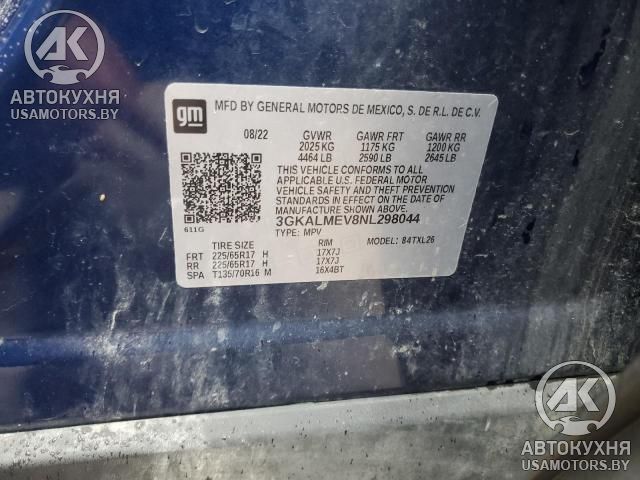 АК
АВТОКУХНЯ
USAMOTORS.BY
gm
MFD BY GENERAL MOTORS DE MEXICO, S. DE R.L. DE C.V.
08/22 GVWR GAWR FRT GAWR RR
2025 KG 1175 KG 1200 KG
4464 LB 2590 LB 2645 LB
THIS VEHICLE CONFORMS TO ALL
APPLICABLE U.S. FEDERAL MOTOR
VEHICLE SAFETY AND THEFT PREVENTION
STANDARDS IN EFFECT ON THE DATE OF
MANUFACTURE SHOWN ABOVE.
3GKALMEV8NL298044
611G
TYPE: MPV MODEL: 84TXL26
RIM
FRT 225/65R17 H 17X7J
RR 225/65R17 H 17X7J
SPA T135/70R16 M 16X4BT
АК
АВТОКУХНЯ
USAMOTORS.BY